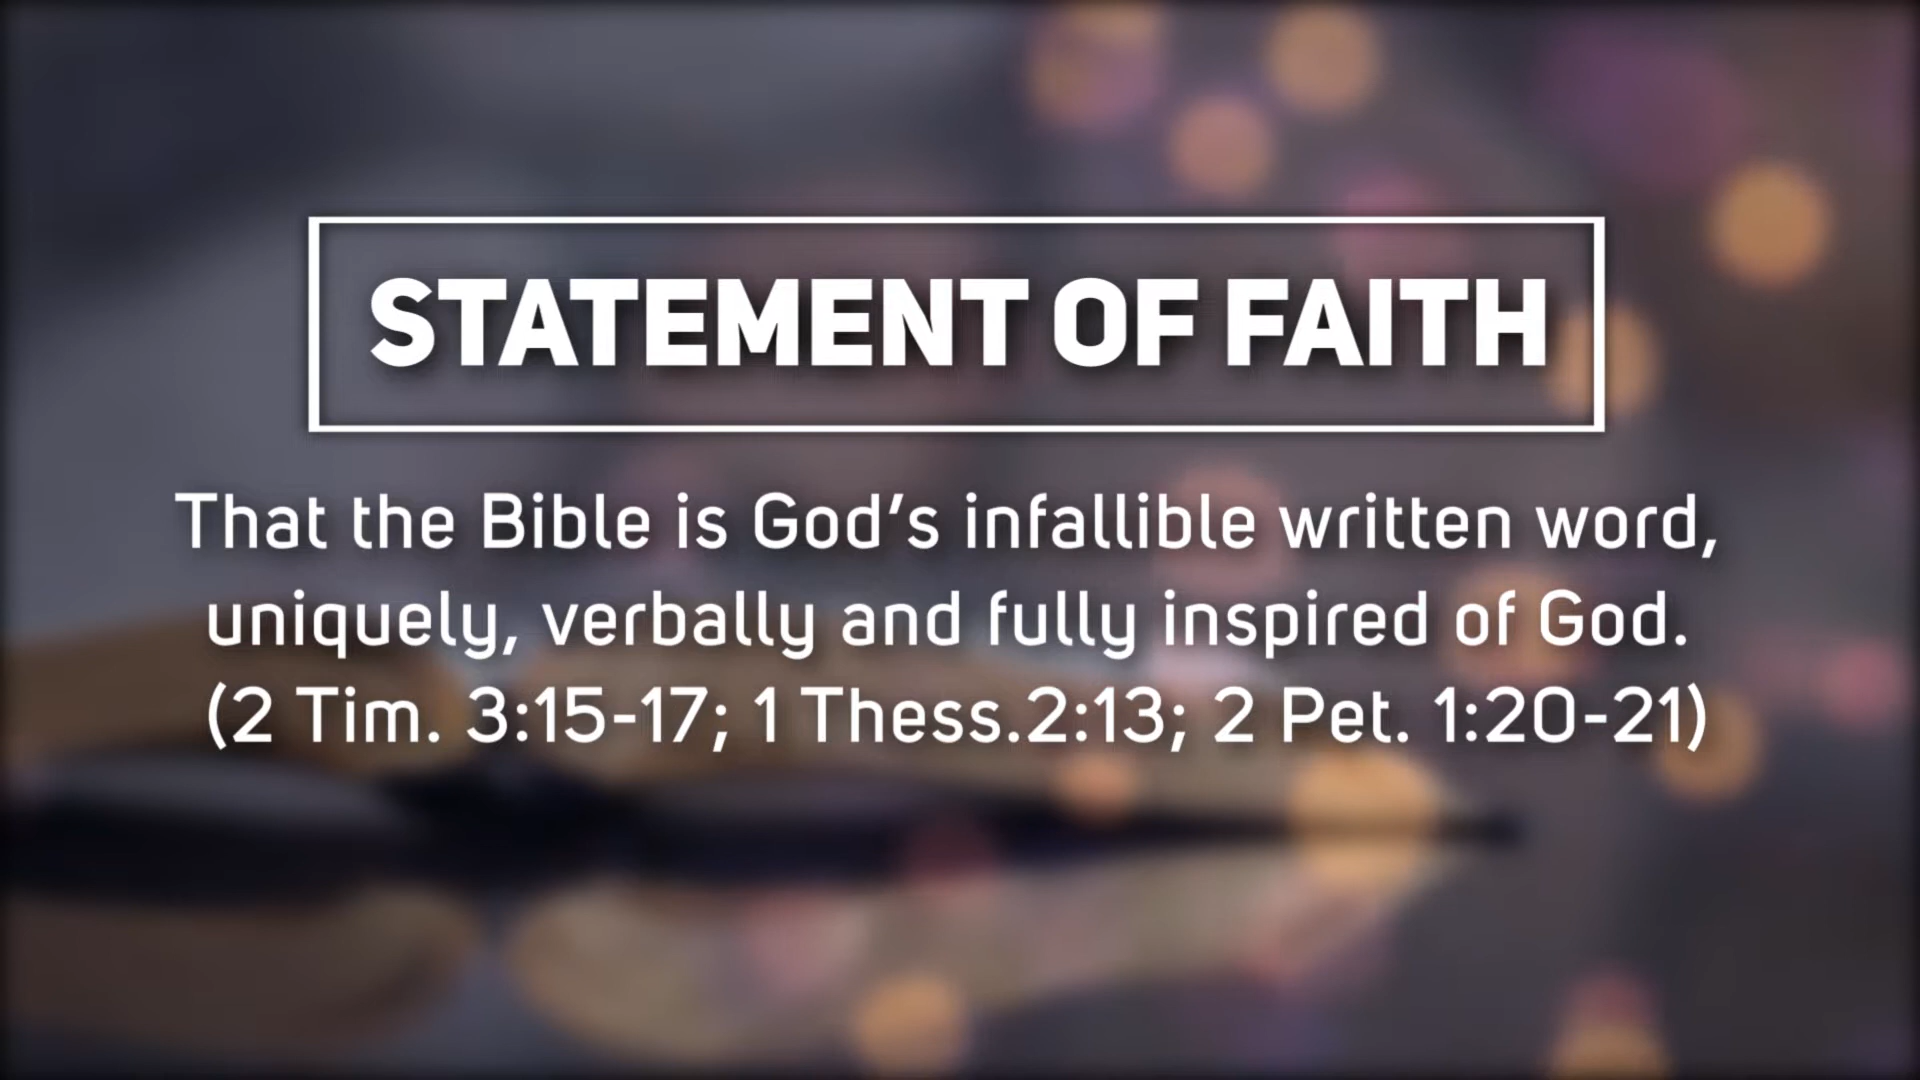 STATEMENT OF FAITH
That the Bible is God's infallible written word,
uniquely, verbally and fully inspired of God.
(2 Tim. 3:15-17; 1 Thess.2:13; 2 Pet. 1:20-21)